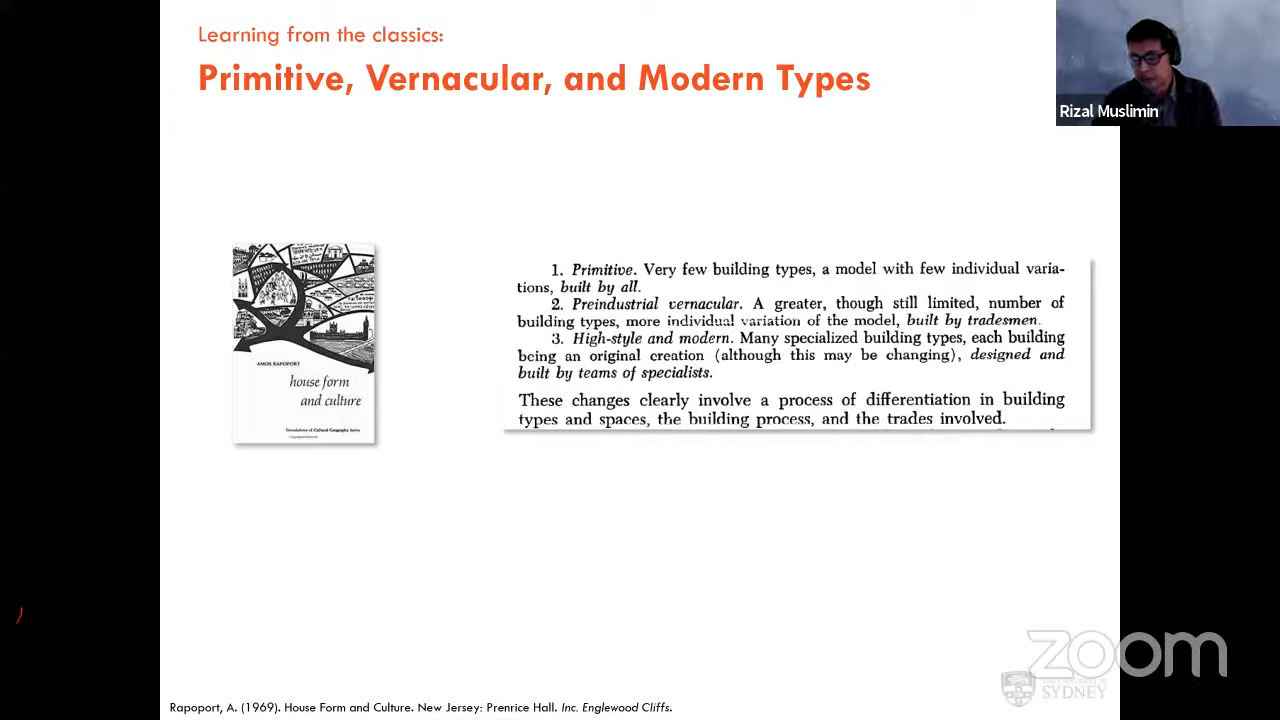 Learning from the classics:
Primitive, Vernacular, and Modern Types
Rizal Muslimin
AMOS RAPOPORT
house form
and culture
Foundations of Cultural Geography Series
1. Primitive. Very few building types, a model with few individual varia-
tions, built by all.
2. Preindustrial vernacular. A greater, though still limited, number of
building types, more individual variation of the model, built by tradesmen.
3. High-style and modern. Many specialized building types, each building
being an original creation (although this may be changing), designed and
built by teams of specialists.
These changes clearly involve a process of differentiation in building
types and spaces, the building process, and the trades involved.
zoom
SYDNEY
Rapoport, A. (1969). House Form and Culture. New Jersey: Prenrice Hall. Inc. Englewood Cliffs.